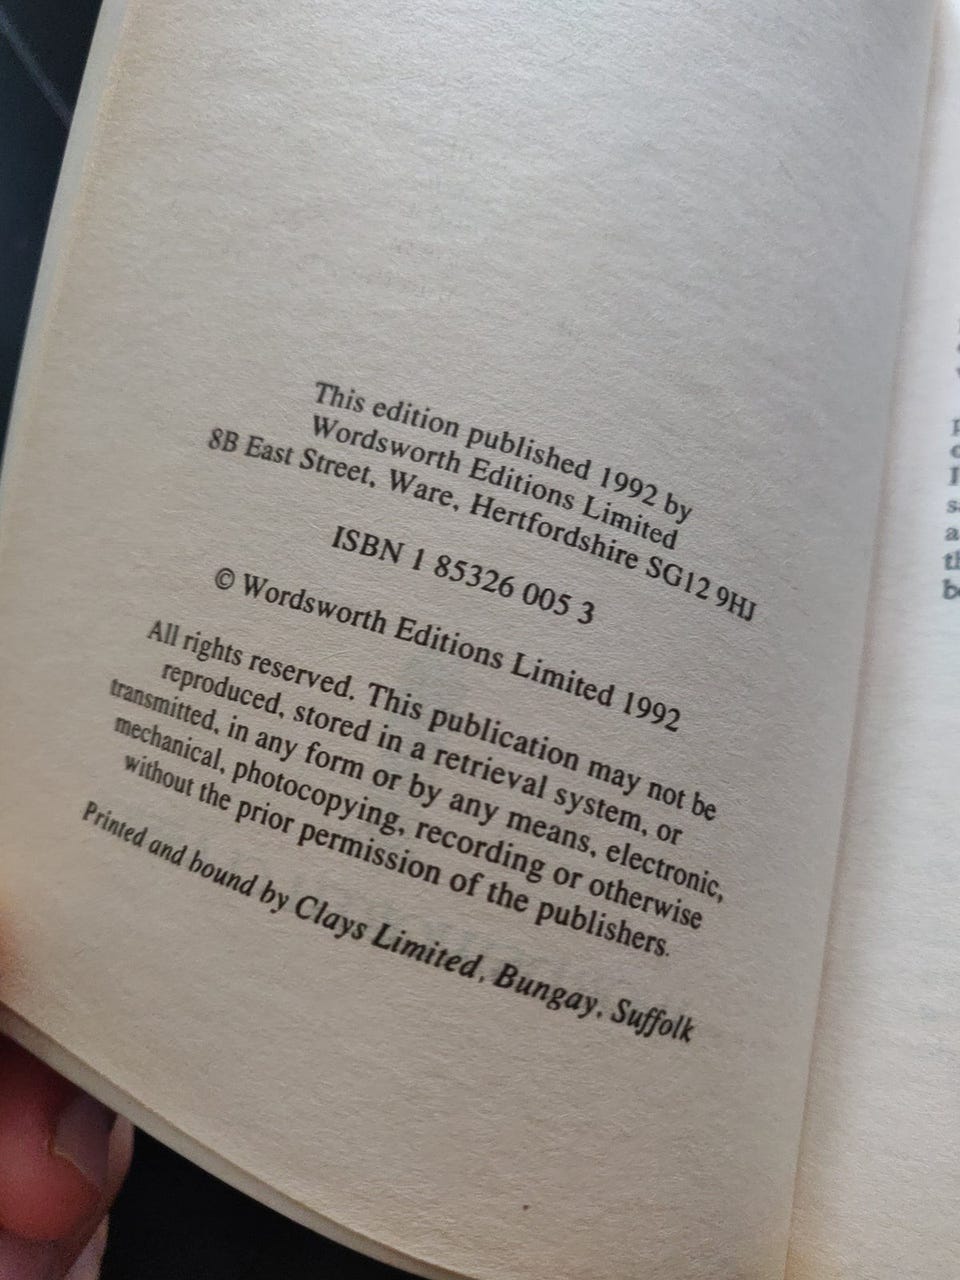 This edition published 1992 by
Wordsworth Editions Limited
8B East Street, Ware, Hertfordshire SG12 9HJ
ISBN 1 85326 005 3
© Wordsworth Editions Limited 1992
All rights reserved. This publication may not be
reproduced, stored in a retrieval system, or
transmitted, in any form or by any means, electronic,
mechanical, photocopying, recording or otherwise
without the prior permission of the publishers.
Printed and bound by Clays Limited, Bungay, Suffolk